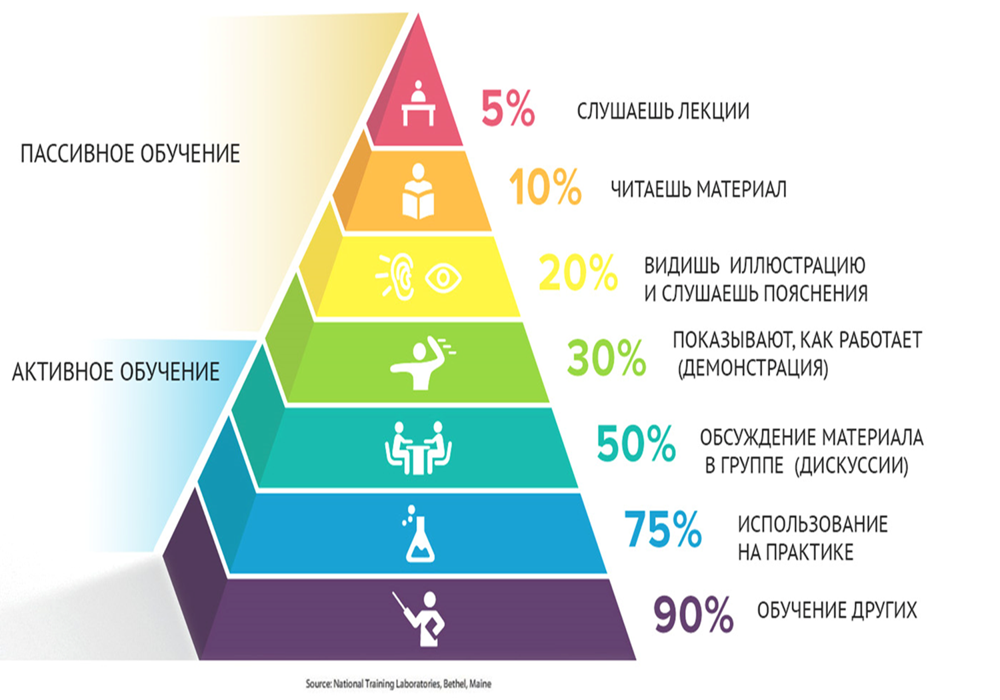 5% СЛУШАЕШЬ ЛЕКЦИИ
ПАССИВНОЕ ОБУЧЕНИЕ
10% ЧИТАЕШЬ МАТЕРИАЛ
20% ВИДИШЬ ИЛЛЮСТРАЦИЮ
И СЛУШАЕШЬ ПОЯСНЕНИЯ
30% ПОКАЗЫВАЮТ, КАК РАБОТАЕТ
(ДЕМОНСТРАЦИЯ)
АКТИВНОЕ ОБУЧЕНИЕ
50% ОБСУЖДЕНИЕ МАТЕРИАЛА
В ГРУППЕ (ДИСКУССИИ)
75% ИСПОЛЬЗОВАНИЕ
НА ПРАКТИКЕ
90% ОБУЧЕНИЕ ДРУГИХ
Source: National Training Laboratories, Bethel, Maine